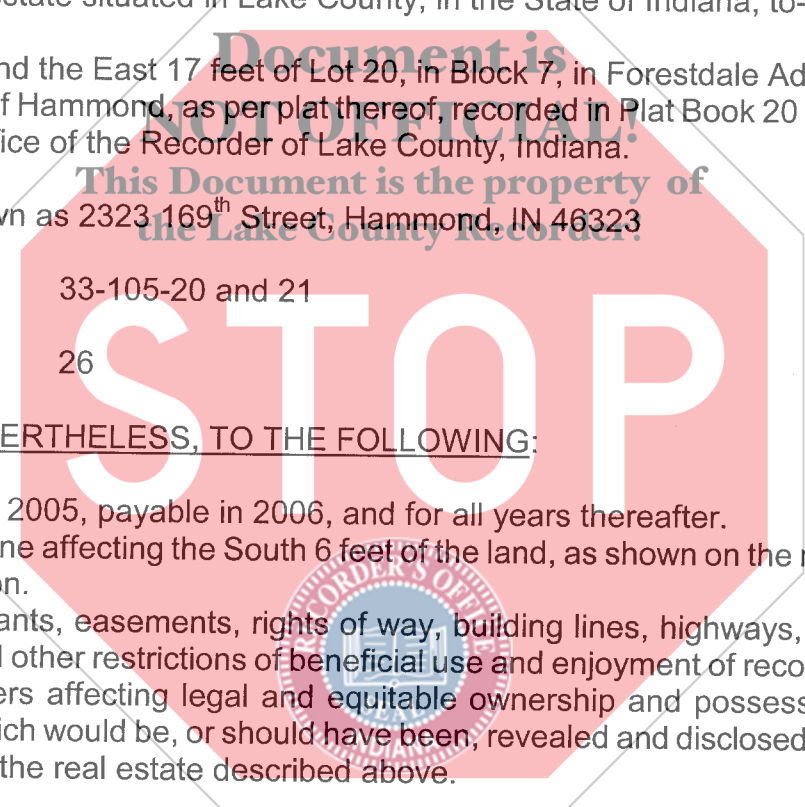 estate situated in Lake County, in the State of Indiana, to-
Document is
nd the East 17 feet of Lot 20, in Block 7, in Forestdale Ad
NOT OFFICIAL!
f Hammond, as per plat thereof, recorded in Plat Book 20
ice of the Recorder of Lake County, Indiana.
This Document is the property of
wn as 2323 169th Street, Hammond, IN 46323
the Lake County Recorder!
33-105-20 and 21
26
STOP
ERTHELESS, TO THE FOLLOWING:
2005, payable in 2006, and for all years thereafter.
ne affecting the South 6 feet of the land, as shown on the r
on.
ants, easements, rights of way, building lines, highways,
l other restrictions of beneficial use and enjoyment of reco
ers affecting legal and equitable ownership and possess
ich would be, or should have been, revealed and disclosed
the real estate described above.
RECORDER'S OFFICE
SEAL
INDIANA